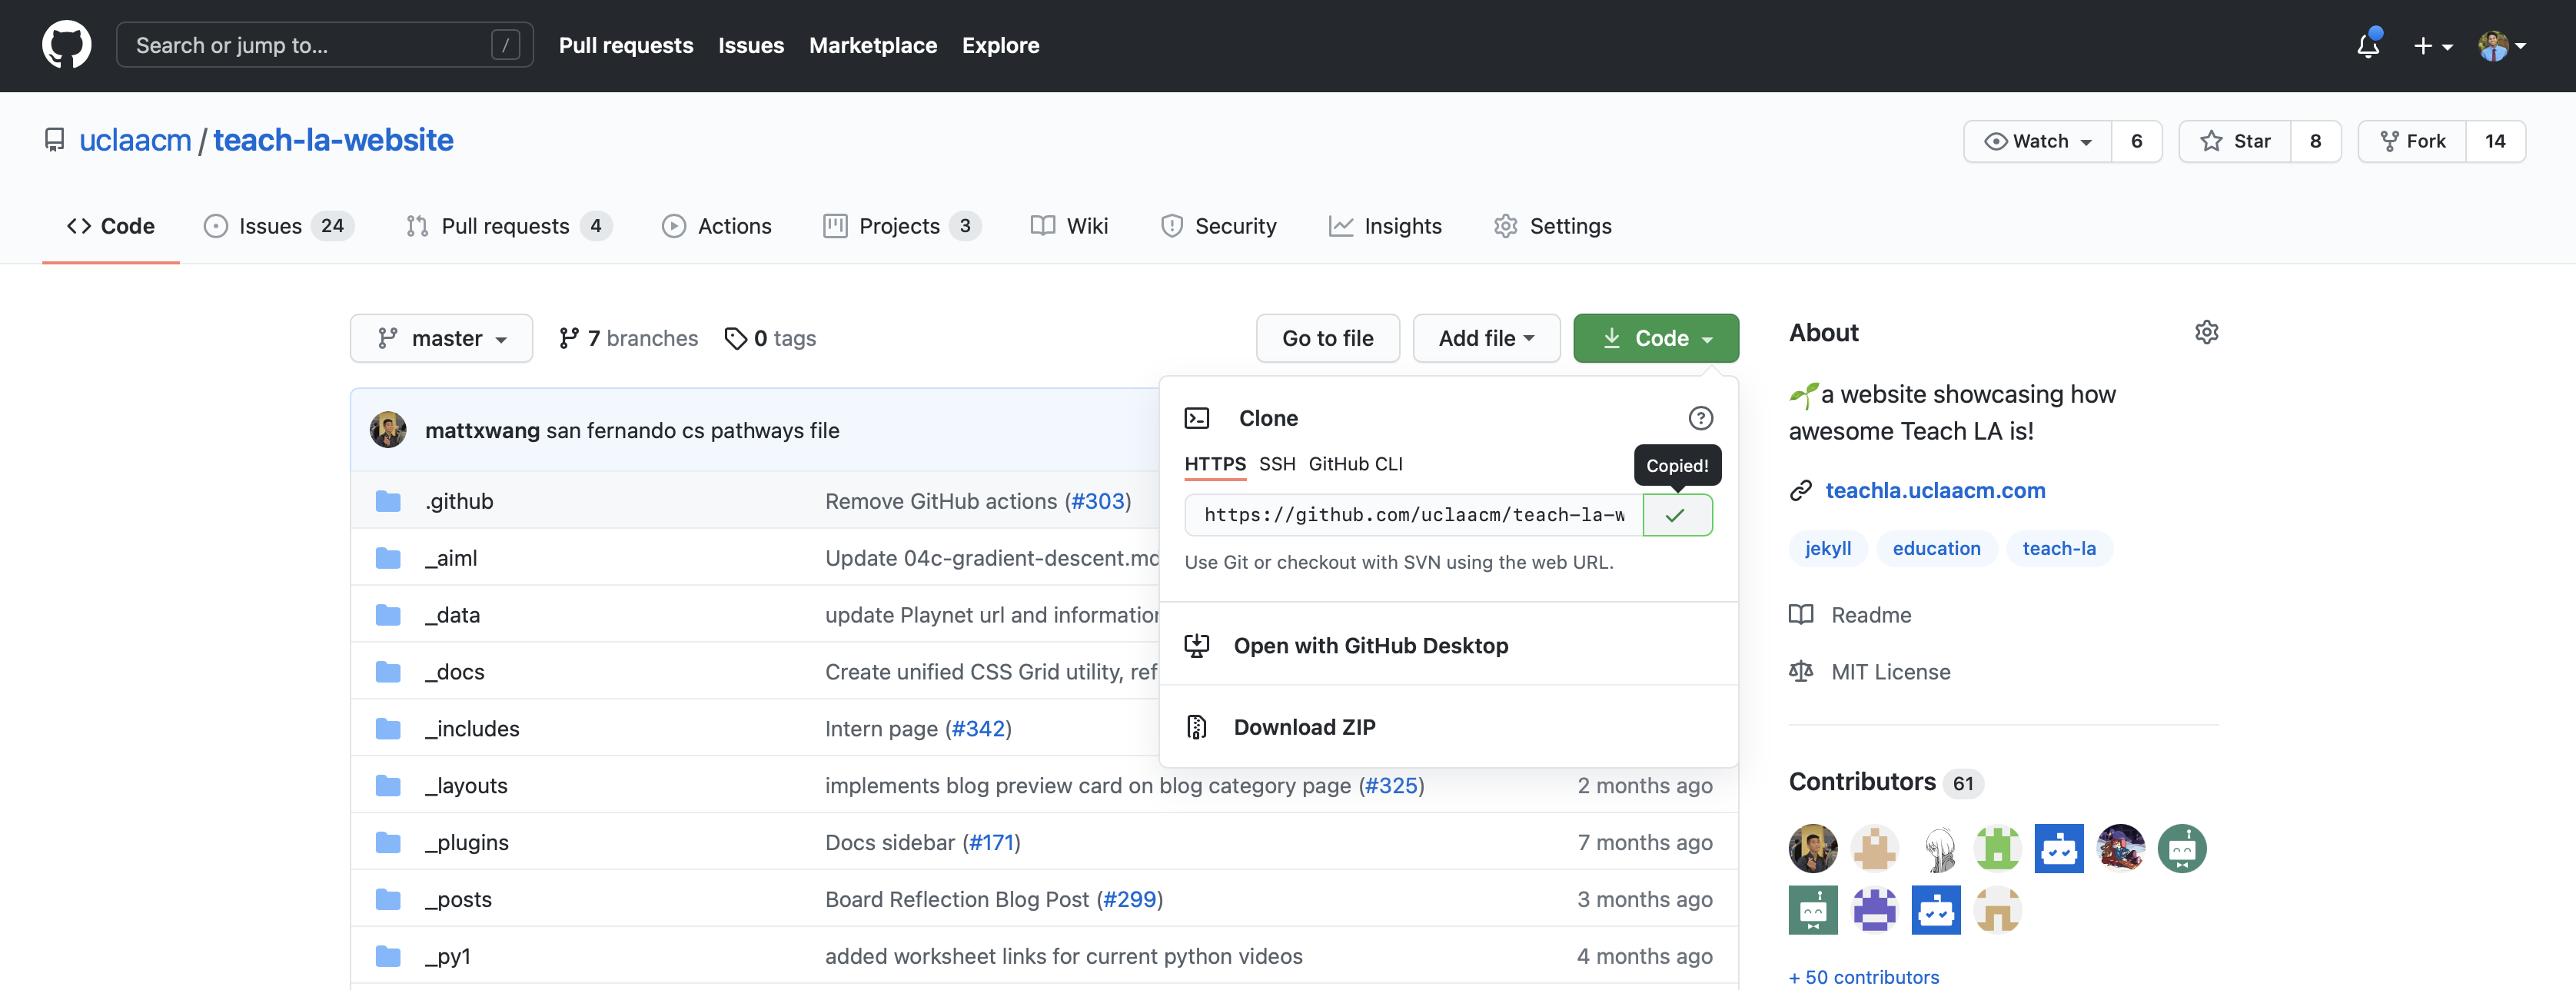 Search or jump to... / Pull requests Issues Marketplace Explore
uclaacm / teach-la-website Watch 6 Star 8 Fork 14
Code Issues 24 Pull requests 4 Actions Projects 3 Wiki Security Insights Settings
master 7 branches 0 tags Go to file Add file Code
mattxwang san fernando cs pathways file
.github Remove GitHub actions (#303)
_aiml Update 04c-gradient-descent.md
_data update Playnet url and information
_docs Create unified CSS Grid utility, ref
_includes Intern page (#342)
_layouts implements blog preview card on blog category page (#325) 2 months ago
_plugins Docs sidebar (#171) 7 months ago
_posts Board Reflection Blog Post (#299) 3 months ago
_py1 added worksheet links for current python videos 4 months ago
Clone
HTTPS SSH GitHub CLI Copied!
https://github.com/uclaacm/teach-la-w
Use Git or checkout with SVN using the web URL.
Open with GitHub Desktop
Download ZIP
About
a website showcasing how
awesome Teach LA is!
teachla.uclaacm.com
jekyll education teach-la
Readme
MIT License
Contributors 61
+ 50 contributors